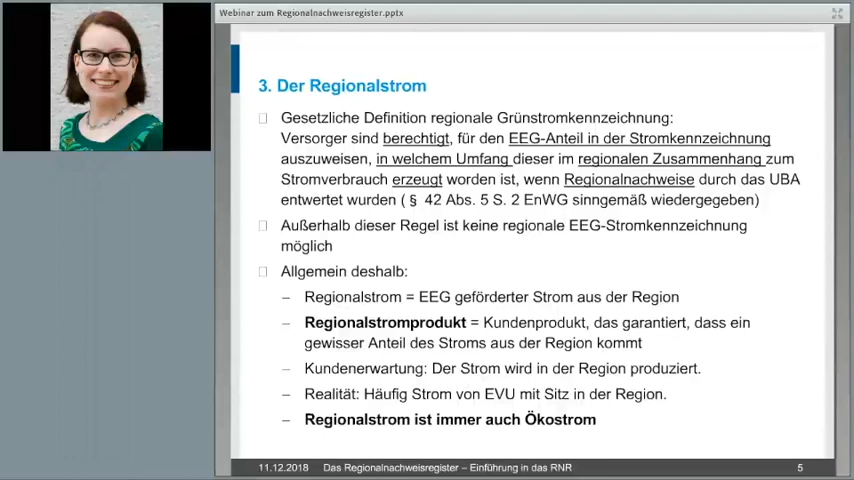 Webinar zum Regionalnachweisregister.pptx
3. Der Regionalstrom
Gesetzliche Definition regionale Grünstromkennzeichnung:
Versorger sind berechtigt, für den EEG-Anteil in der Stromkennzeichnung
auszuweisen, in welchem Umfang dieser im regionalen Zusammenhang zum
Stromverbrauch erzeugt worden ist, wenn Regionalnachweise durch das UBA
entwertet wurden ( § 42 Abs. 5 S. 2 EnWG sinngemäß wiedergegeben)
Außerhalb dieser Regel ist keine regionale EEG-Stromkennzeichnung
möglich
Allgemein deshalb:
– Regionalstrom = EEG geförderter Strom aus der Region
– Regionalstromprodukt = Kundenprodukt, das garantiert, dass ein
gewisser Anteil des Stroms aus der Region kommt
– Kundenerwartung: Der Strom wird in der Region produziert.
– Realität: Häufig Strom von EVU mit Sitz in der Region.
– Regionalstrom ist immer auch Ökostrom
11.12.2018 Das Regionalnachweisregister – Einführung in das RNR 5